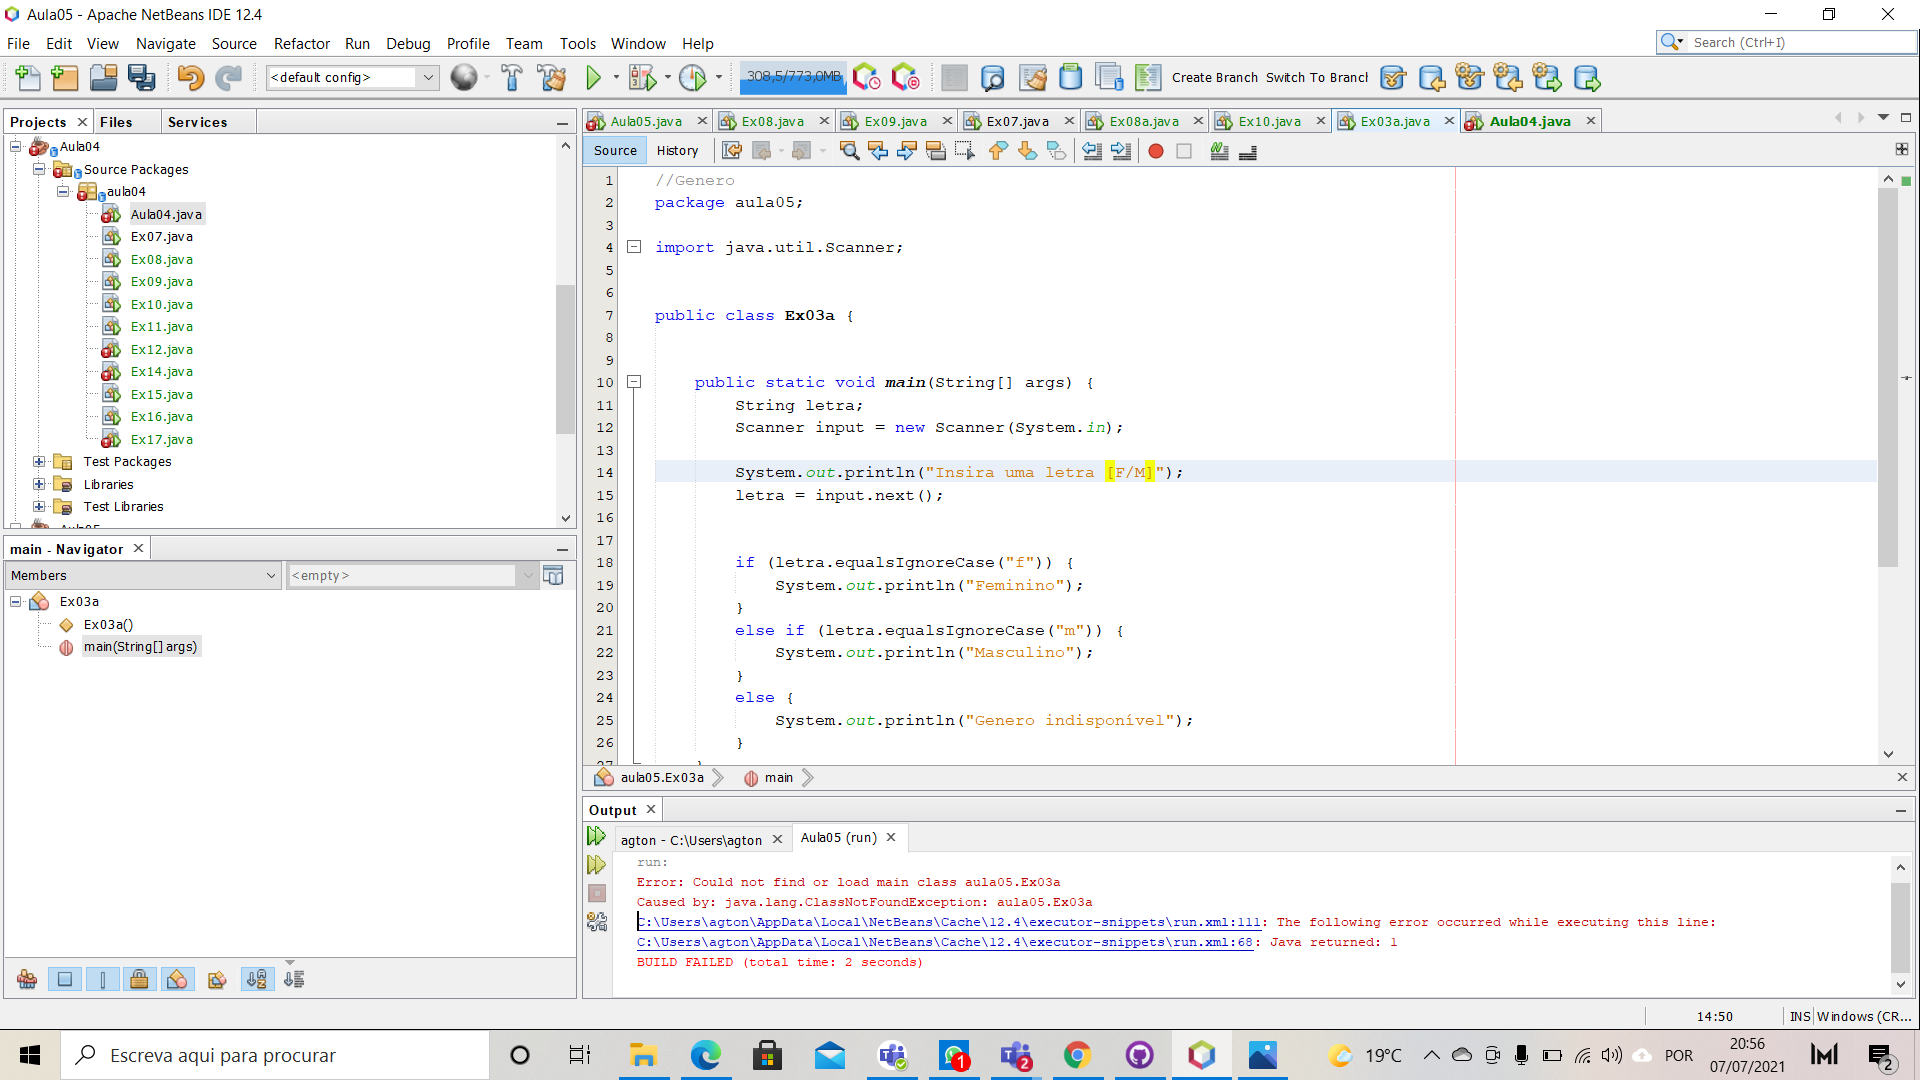 Aula05 - Apache NetBeans IDE 12.4
File Edit View Navigate Source Refactor Run Debug Profile Team Tools Window Help
Search (Ctrl+I)
<default config>
308,5/773,0MB
Create Branch Switch To Branch
Projects Files Services
Aula04
Source Packages
aula04
Aula04.java
Ex07.java
Ex08.java
Ex09.java
Ex10.java
Ex11.java
Ex12.java
Ex14.java
Ex15.java
Ex16.java
Ex17.java
Test Packages
Libraries
Test Libraries
Aula05
main - Navigator
Members <empty>
Ex03a
Ex03a()
main(String[] args)
Aula05.java Ex08.java Ex09.java Ex07.java Ex08a.java Ex10.java Ex03a.java Aula04.java
Source History
1 //Genero
2 package aula05;
3
4 import java.util.Scanner;
5
6
7 public class Ex03a {
8
9
10 public static void main(String[] args) {
11 String letra;
12 Scanner input = new Scanner(System.in);
13
14 System.out.println("Insira uma letra [F/M]");
15 letra = input.next();
16
17
18 if (letra.equalsIgnoreCase("f")) {
19 System.out.println("Feminino");
20 }
21 else if (letra.equalsIgnoreCase("m")) {
22 System.out.println("Masculino");
23 }
24 else {
25 System.out.println("Genero indisponível");
26 }
27 }
aula05.Ex03a main
Output
agton - C:\Users\agton Aula05 (run)
run:
Error: Could not find or load main class aula05.Ex03a
Caused by: java.lang.ClassNotFoundException: aula05.Ex03a
C:\Users\agton\AppData\Local\NetBeans\Cache\12.4\executor-snippets\run.xml:111: The following error occurred while executing this line:
C:\Users\agton\AppData\Local\NetBeans\Cache\12.4\executor-snippets\run.xml:68: Java returned: 1
BUILD FAILED (total time: 2 seconds)
14:50 INS Windows (CR...
Escreva aqui para procurar
1
2
19°C
POR
20:56
07/07/2021
2